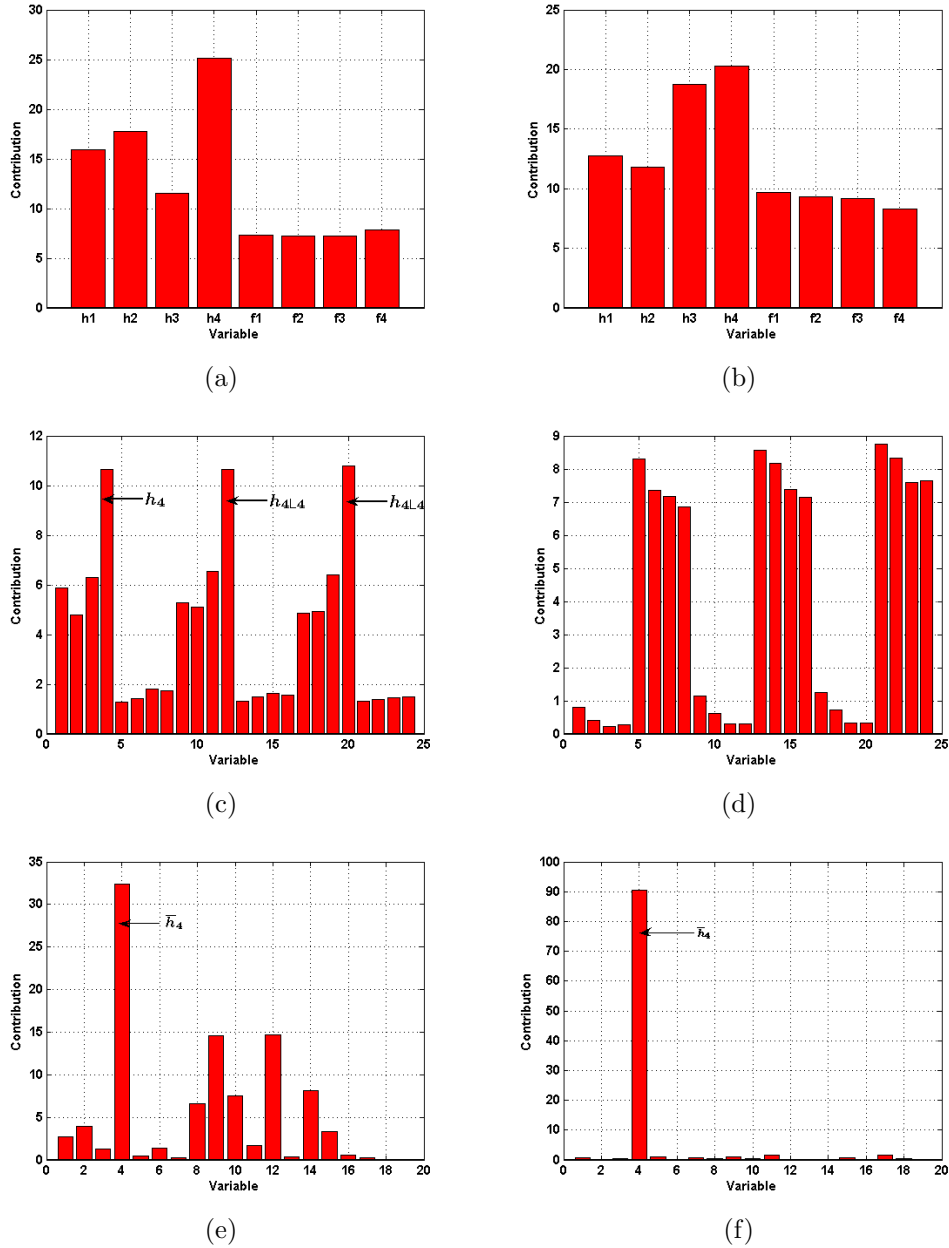 30
25
20
15
10
5
0
Contribution
h1 h2 h3 h4 f1 f2 f3 f4
Variable
(a)
25
20
15
10
5
0
Contribution
h1 h2 h3 h4 f1 f2 f3 f4
Variable
(b)
12
10
8
6
4
2
0
Contribution
h₄
h₄⌊₄
h₄⌊₄
0 5 10 15 20 25
Variable
(c)
9
8
7
6
5
4
3
2
1
0
Contribution
0 5 10 15 20 25
Variable
(d)
35
30
25
20
15
10
5
0
Contribution
h̅₄
0 2 4 6 8 10 12 14 16 18 20
Variable
(e)
100
90
80
70
60
50
40
30
20
10
0
Contribution
h̅₄
0 2 4 6 8 10 12 14 16 18 20
Variable
(f)